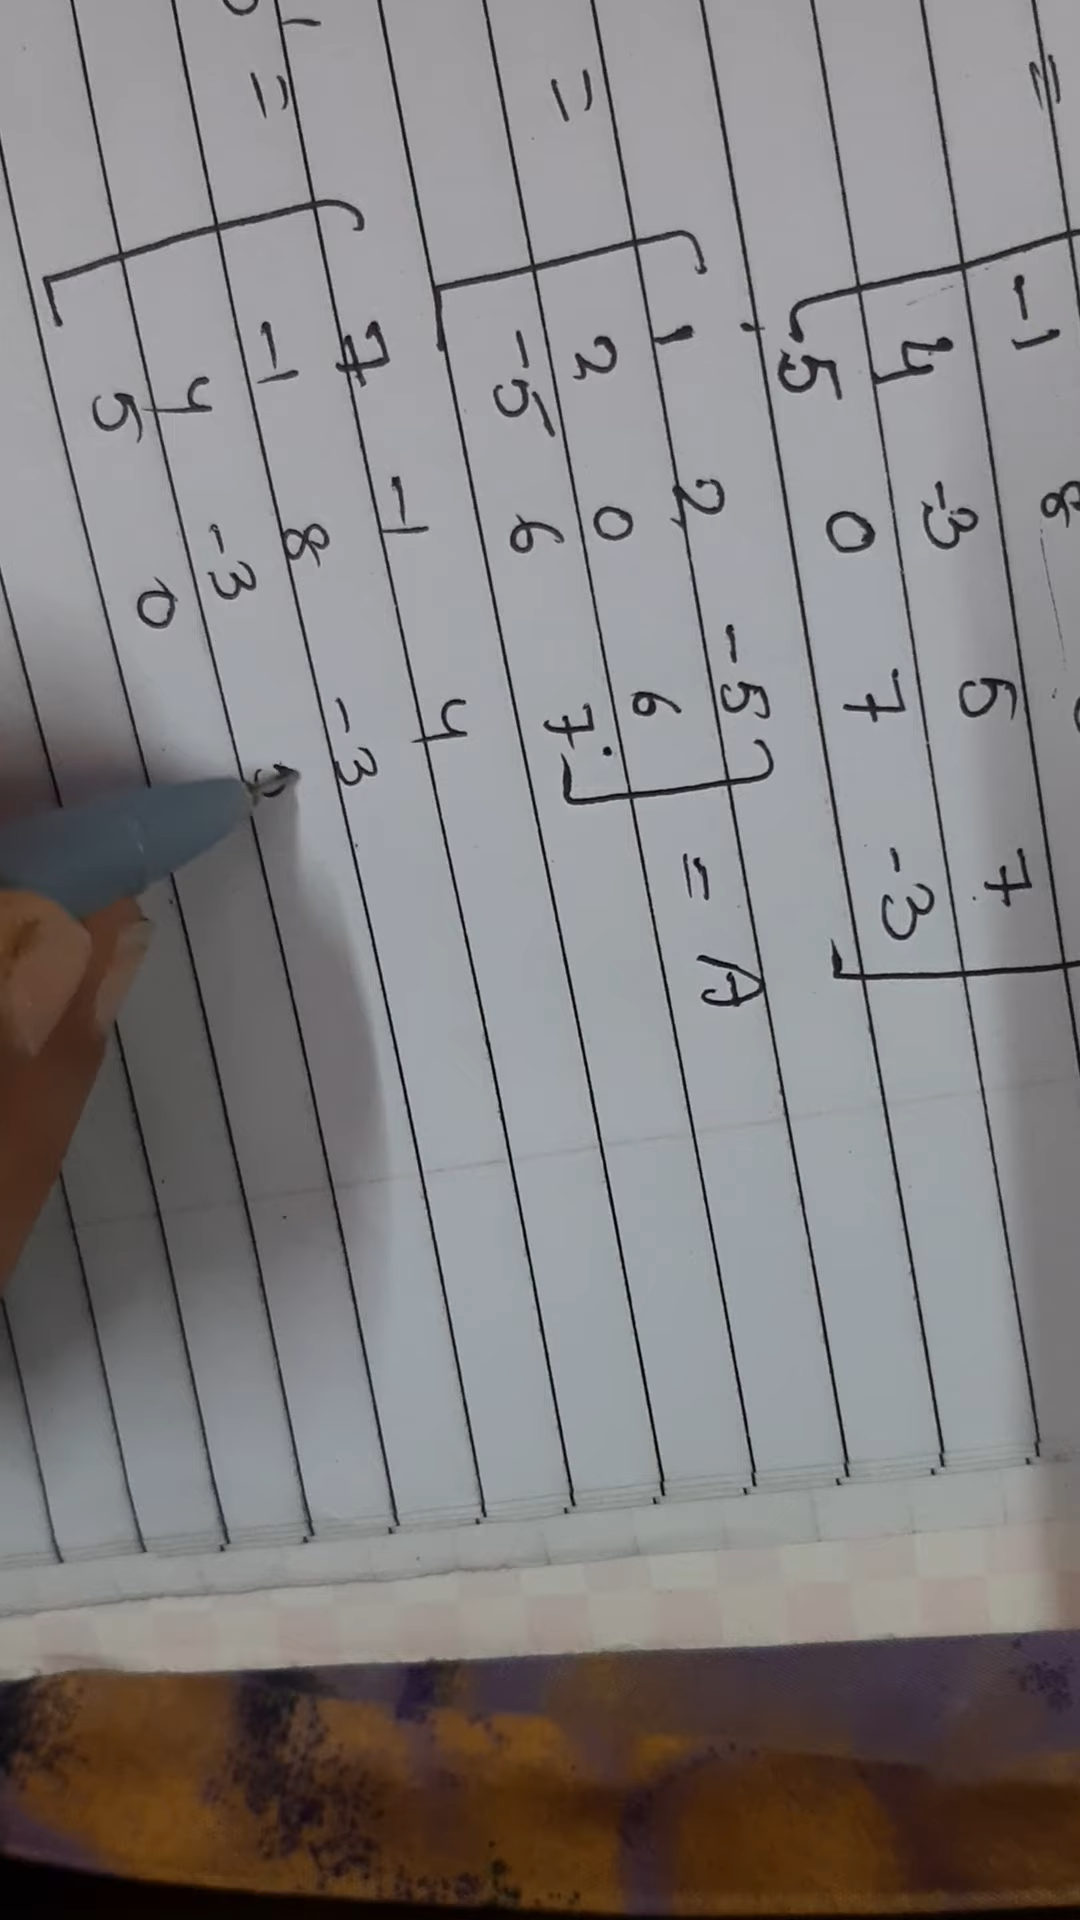 = -1 8
4 -3 5 7
5 0 7 -3
1 2 -5
= 2 0 6 = A
-5 6 7
7 -1 4
= -1 8 -3
4 -3
5 0